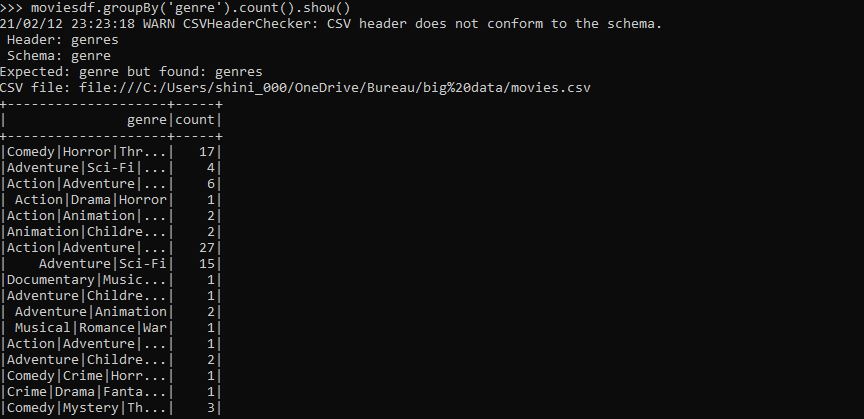 >>> moviesdf.groupBy('genre').count().show()
21/02/12 23:23:18 WARN CSVHeaderChecker: CSV header does not conform to the schema.
 Header: genres
 Schema: genre
Expected: genre but found: genres
CSV file: file:///C:/Users/shini_000/OneDrive/Bureau/big%20data/movies.csv
+--------------------+-----+
|               genre|count|
+--------------------+-----+
|Comedy|Horror|Thr...|   17|
|Adventure|Sci-Fi|...|    4|
|Action|Adventure|...|    6|
| Action|Drama|Horror|    1|
|Action|Animation|...|    2|
|Animation|Childre...|    2|
|Action|Adventure|...|   27|
|    Adventure|Sci-Fi|   15|
|Documentary|Music...|    1|
|Adventure|Childre...|    1|
| Adventure|Animation|    2|
| Musical|Romance|War|    1|
|Action|Adventure|...|    1|
|Adventure|Childre...|    2|
|Comedy|Crime|Horr...|    1|
|Crime|Drama|Fanta...|    1|
|Comedy|Mystery|Th...|    3|